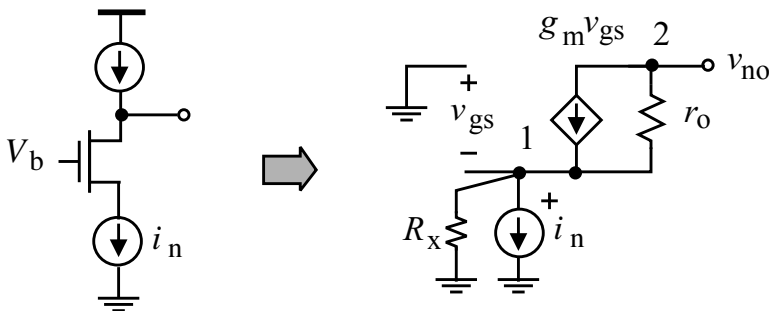 V_b
i_n
g_m v_gs 2
+ v_no
v_gs r_o
1
−
+
R_x i_n